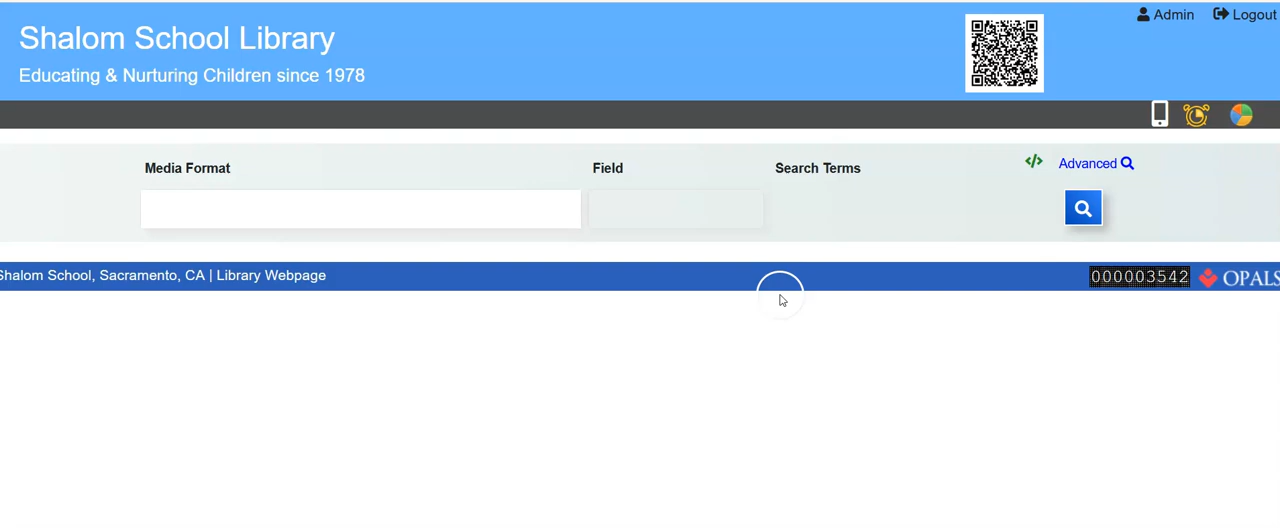 Admin Logout
Shalom School Library
Educating & Nurturing Children since 1978
Media Format Field Search Terms Advanced
Shalom School, Sacramento, CA | Library Webpage 000003542 OPALS